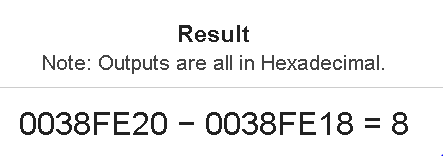 Result
Note: Outputs are all in Hexadecimal.
0038FE20 − 0038FE18 = 8